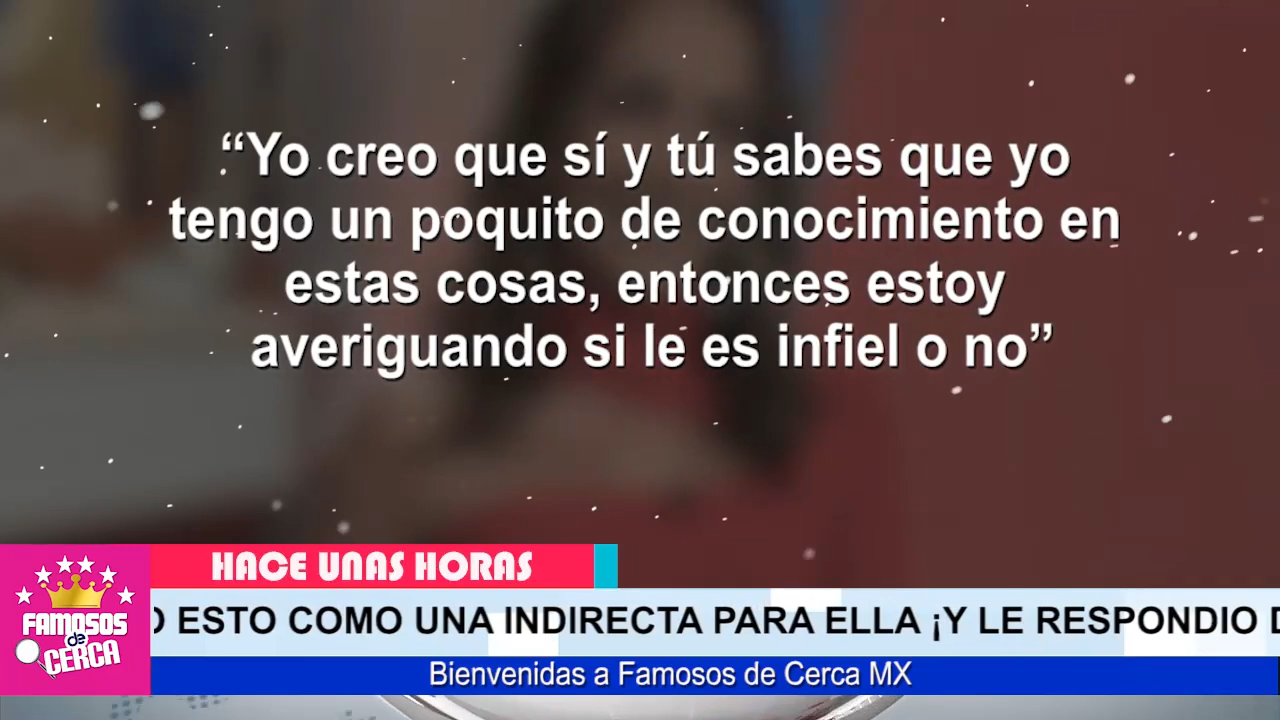 “Yo creo que sí y tú sabes que yo
tengo un poquito de conocimiento en
estas cosas, entonces estoy
averiguando si le es infiel o no”
HACE UNAS HORAS
O ESTO COMO UNA INDIRECTA PARA ELLA ¡Y LE RESPONDIO D
FAMOSOS
de
CERCA
Bienvenidas a Famosos de Cerca MX